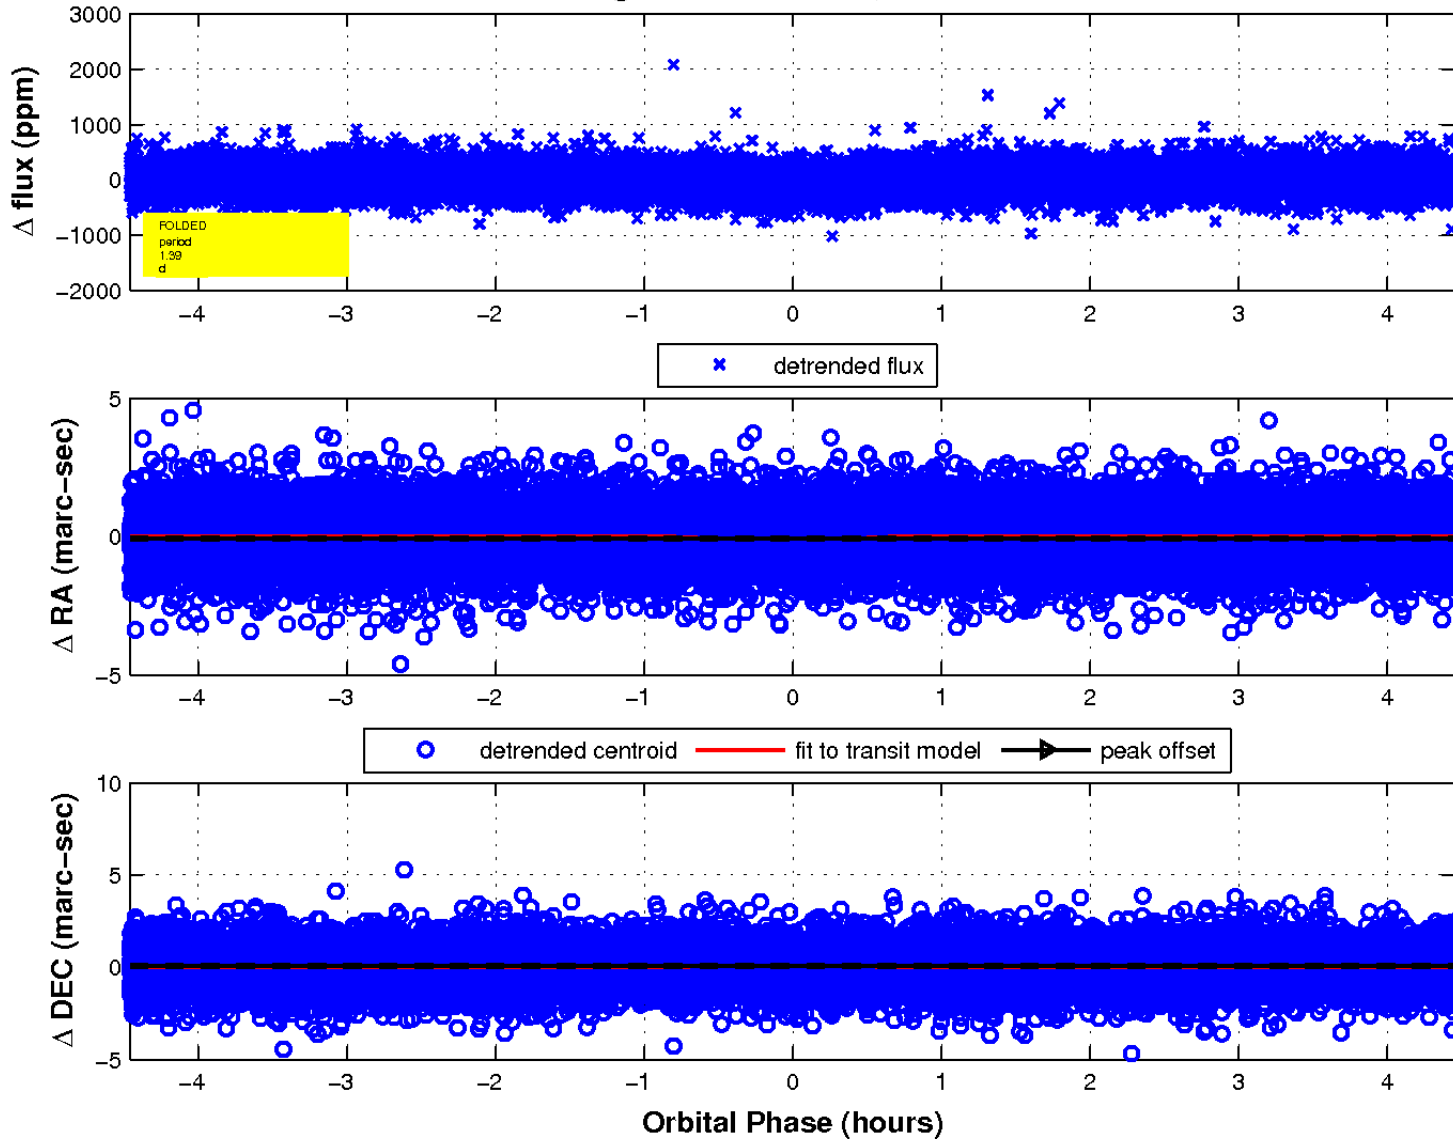 3000
2000
1000
0
−1000
−2000
Δ flux (ppm)
FOLDED
period
1.39
d
−4 −3 −2 −1 0 1 2 3 4
detrended flux
5
0
−5
Δ RA (marc−sec)
−4 −3 −2 −1 0 1 2 3 4
detrended centroid fit to transit model peak offset
10
5
0
−5
Δ DEC (marc−sec)
−4 −3 −2 −1 0 1 2 3 4
Orbital Phase (hours)